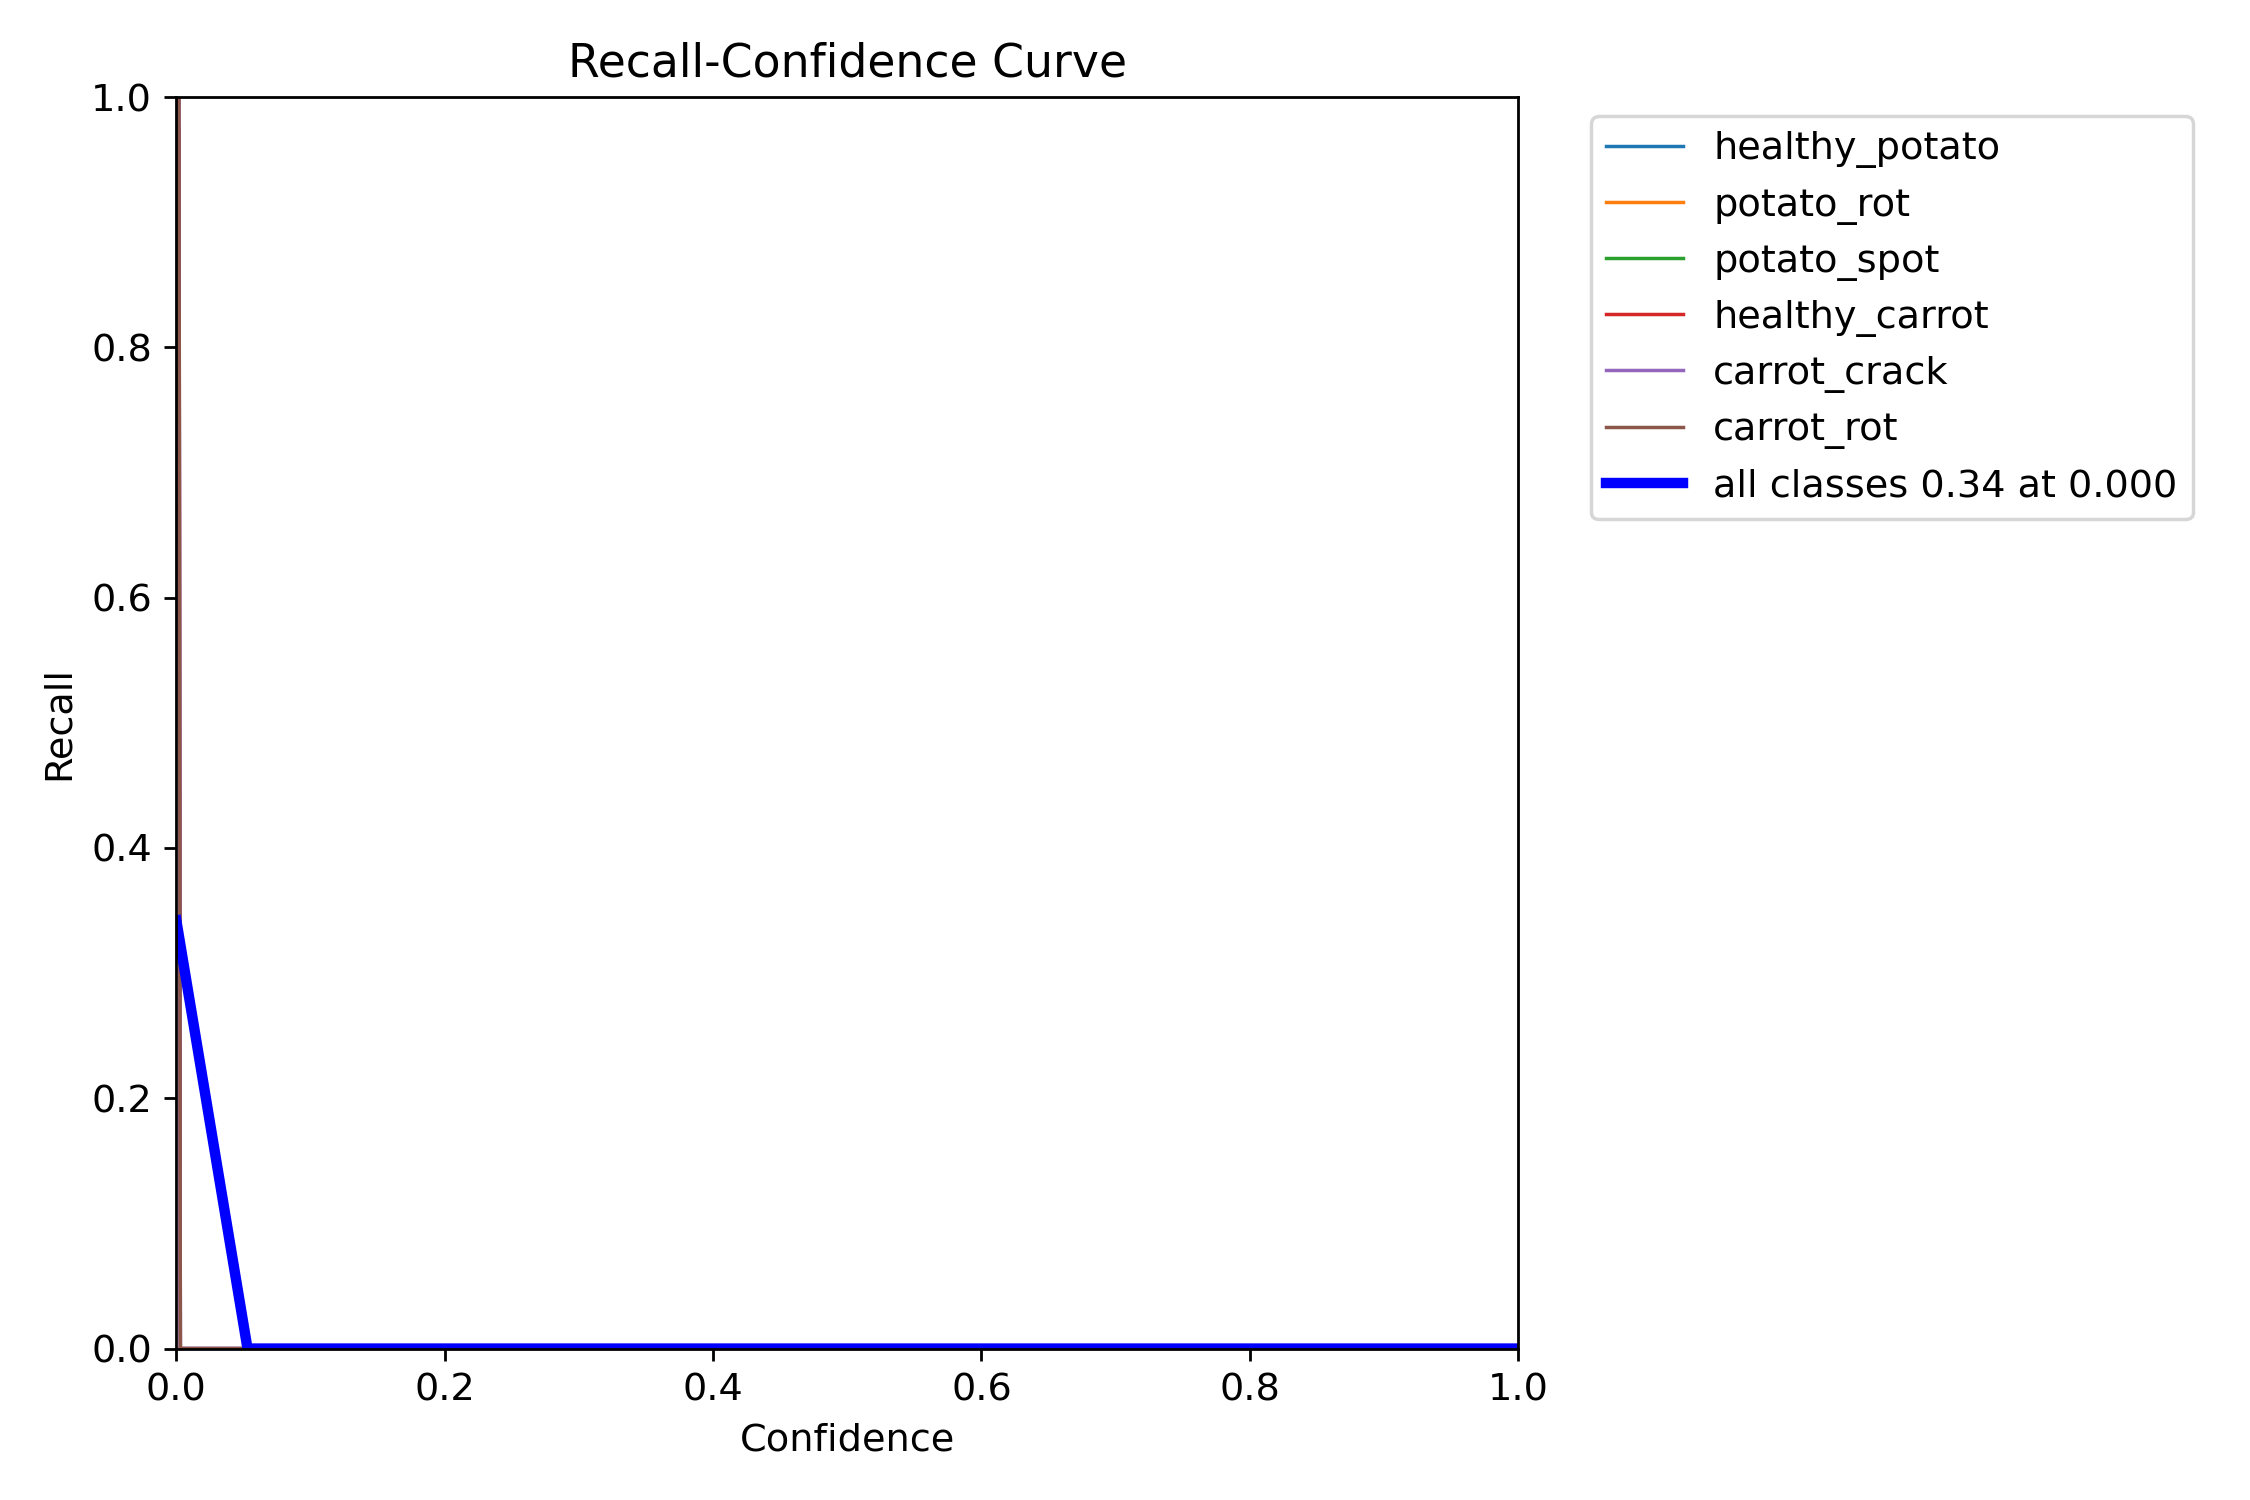 Recall-Confidence Curve
1.0
0.8
0.6
0.4
0.2
0.0
Recall
0.0 0.2 0.4 0.6 0.8 1.0
Confidence
healthy_potato
potato_rot
potato_spot
healthy_carrot
carrot_crack
carrot_rot
all classes 0.34 at 0.000